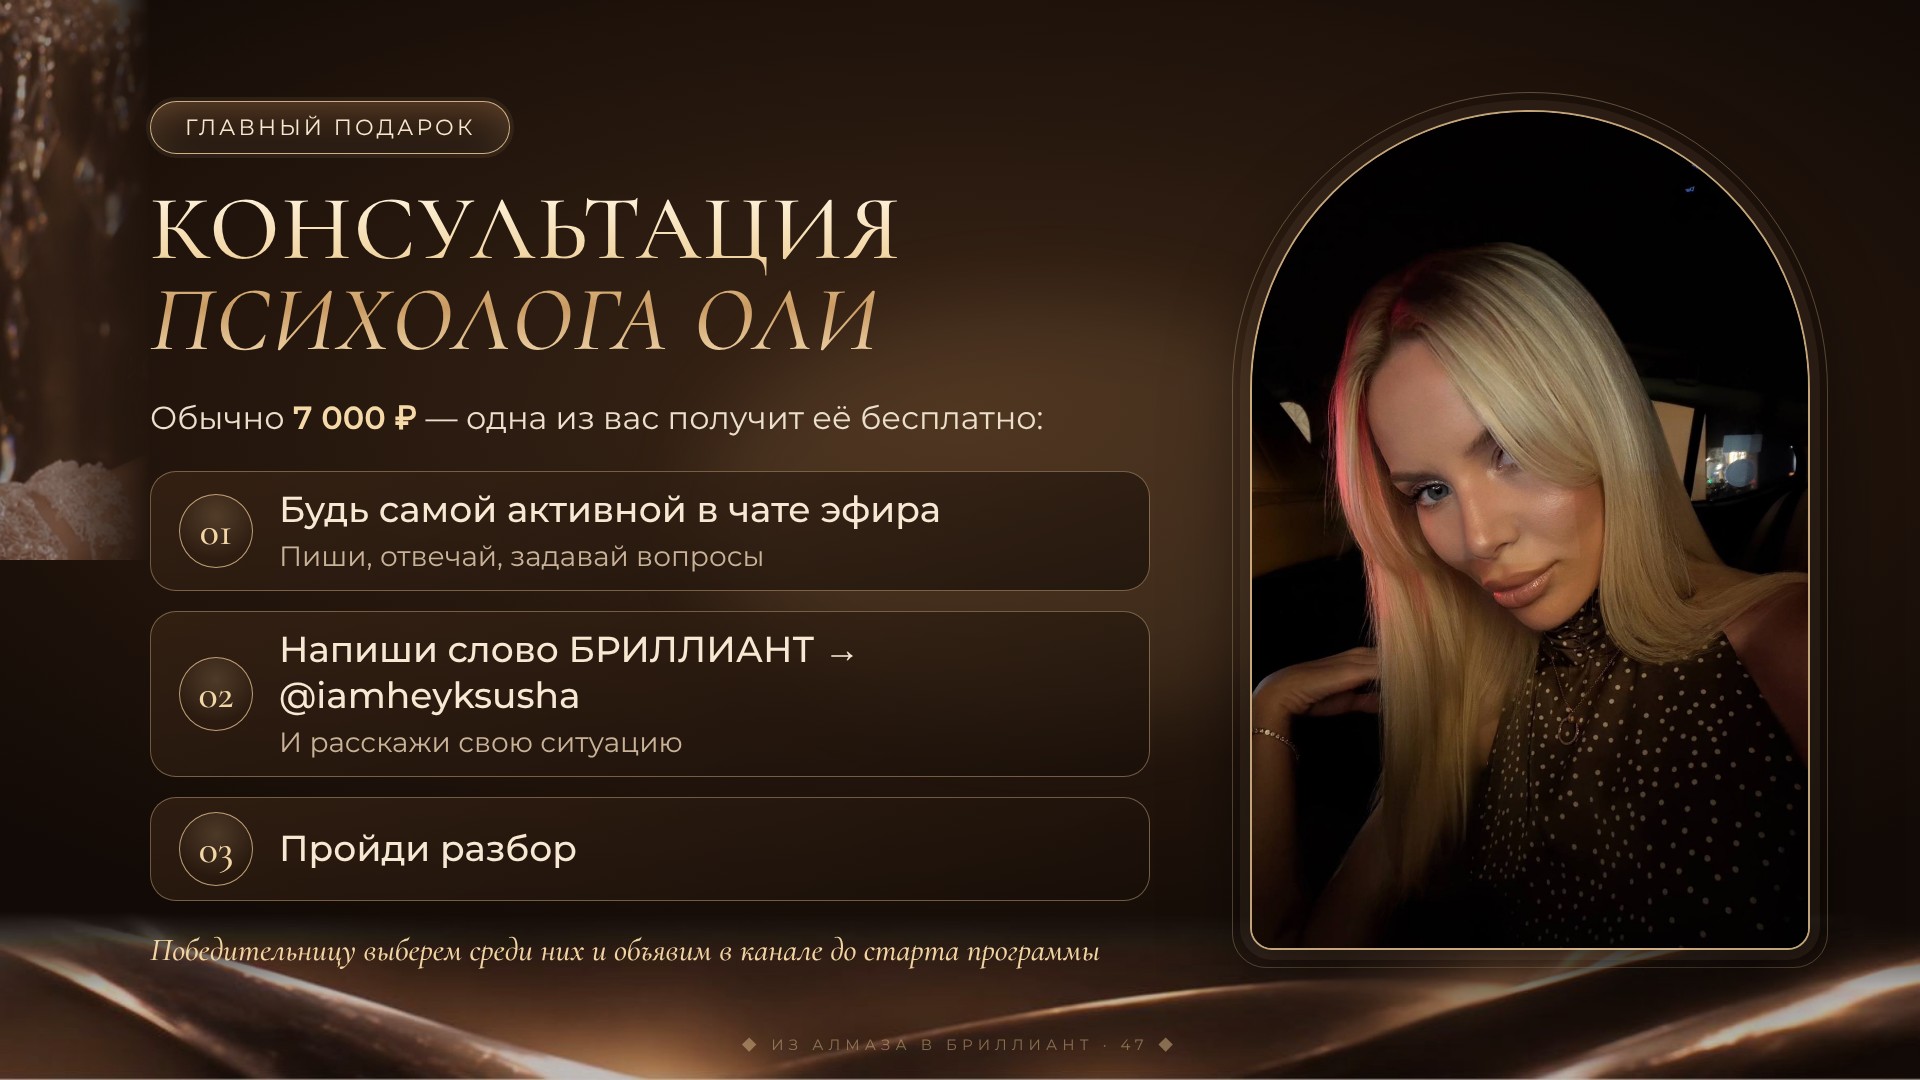 ГЛАВНЫЙ ПОДАРОК
КОНСУЛЬТАЦИЯ
ПСИХОЛОГА ОЛИ
Обычно 7 000 ₽ — одна из вас получит её бесплатно:
01
Будь самой активной в чате эфира
Пиши, отвечай, задавай вопросы
02
Напиши слово БРИЛЛИАНТ →
@iamheyksusha
И расскажи свою ситуацию
03
Пройди разбор
Победительницу выберем среди них и объявим в канале до старта программы
◆ ИЗ АЛМАЗА В БРИЛЛИАНТ · 47 ◆